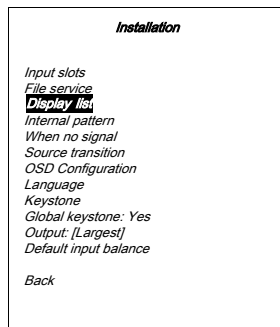 Installation
Input slots
File service
Display list
Internal pattern
When no signal
Source transition
OSD Configuration
Language
Keystone
Global keystone: Yes
Output: [Largest]
Default input balance
Back